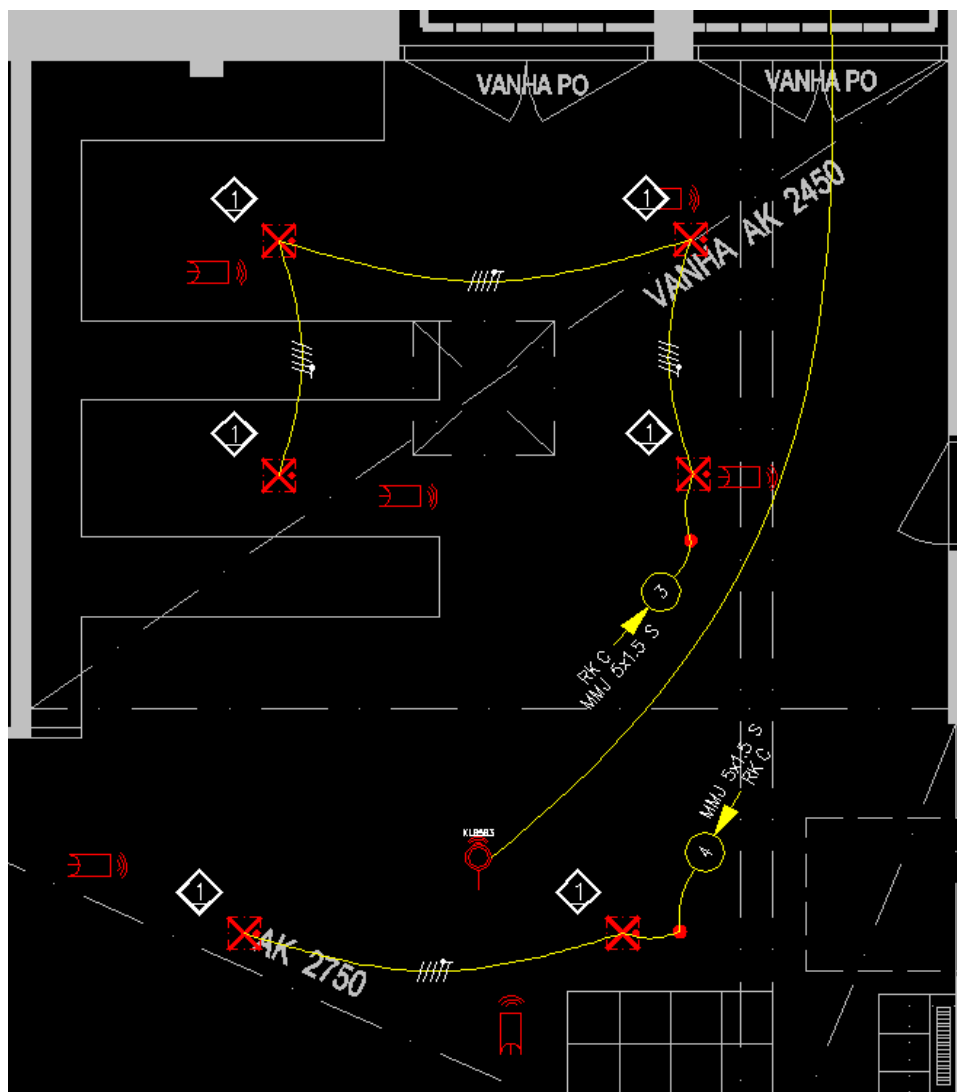 VANHA PO
VANHA PO
1
1
VANHA AK 2450
1
1
3
RK C
MMJ 5x1.5 S
MMJ 5x1.5 S
RK C
4
1
1
AK 2750